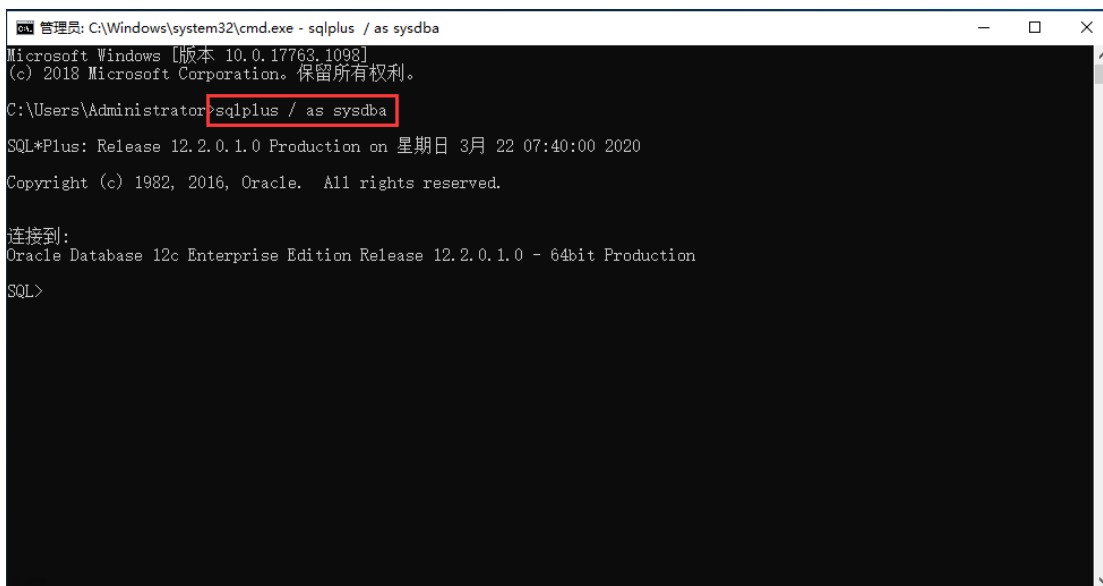 管理员: C:\Windows\system32\cmd.exe - sqlplus / as sysdba
Microsoft Windows [版本 10.0.17763.1098]
(c) 2018 Microsoft Corporation。保留所有权利。
C:\Users\Administrator>sqlplus / as sysdba
SQL*Plus: Release 12.2.0.1.0 Production on 星期日 3月 22 07:40:00 2020
Copyright (c) 1982, 2016, Oracle.  All rights reserved.
连接到:
Oracle Database 12c Enterprise Edition Release 12.2.0.1.0 - 64bit Production
SQL>